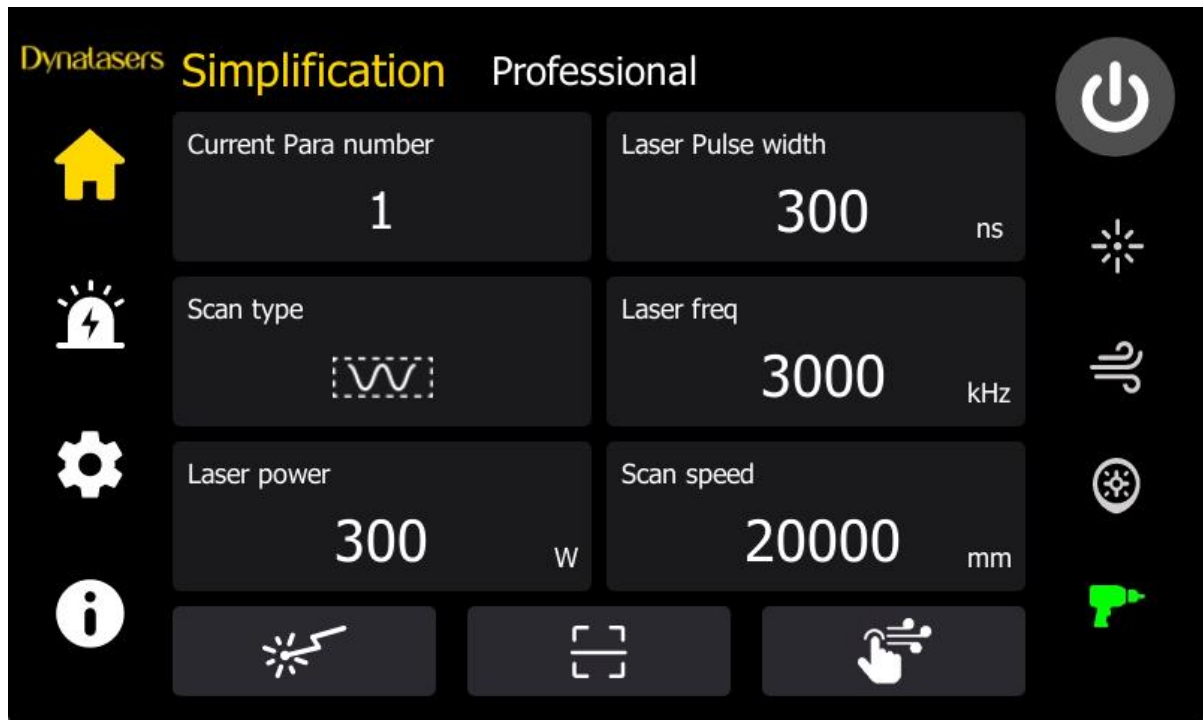 Dynalasers
Simplification Professional
Current Para number
1
Laser Pulse width
300 ns
Scan type
Laser freq
3000 kHz
Laser power
300 W
Scan speed
20000 mm